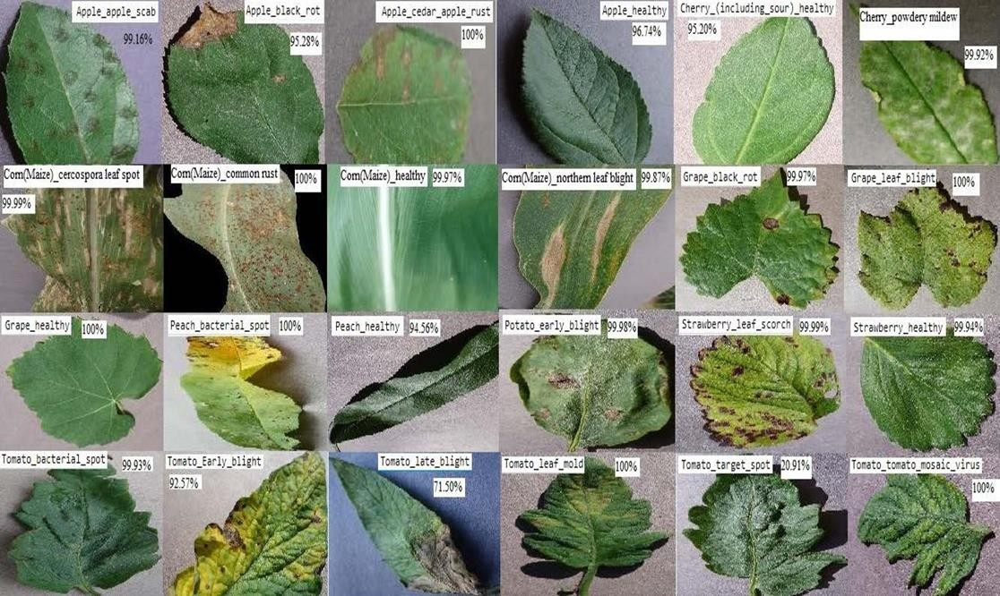 Apple_apple_scab
99.16%
Apple_black_rot
95.28%
Apple_cedar_apple_rust
100%
Apple_healthy
96.74%
Cherry_(including_sour)_healthy
95.20%
Cherry_powdery mildew
99.92%
Corn(Maize)_cercospora leaf spot
99.99%
Corn(Maize)_common rust
100%
Corn(Maize)_healthy
99.97%
Corn(Maize)_northern leaf blight
99.87%
Grape_black_rot
99.97%
Grape_leaf_blight
100%
Grape_healthy
100%
Peach_bacterial_spot
100%
Peach_healthy
94.56%
Potato_early_blight
99.98%
Strawberry_leaf_scorch
99.99%
Strawberry_healthy
99.94%
Tomato_bacterial_spot
99.93%
Tomato_Early_blight
92.57%
Tomato_late_blight
71.50%
Tomato_leaf_mold
100%
Tomato_target_spot
20.91%
Tomato_tomato_mosaic_virus
100%